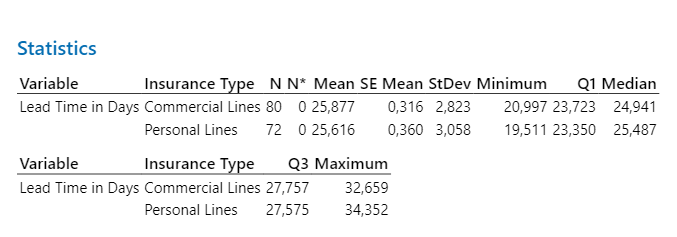 Statistics
Variable Insurance Type N N* Mean SE Mean StDev Minimum Q1 Median
Lead Time in Days Commercial Lines 80 0 25,877 0,316 2,823 20,997 23,723 24,941
Personal Lines 72 0 25,616 0,360 3,058 19,511 23,350 25,487
Variable Insurance Type Q3 Maximum
Lead Time in Days Commercial Lines 27,757 32,659
Personal Lines 27,575 34,352